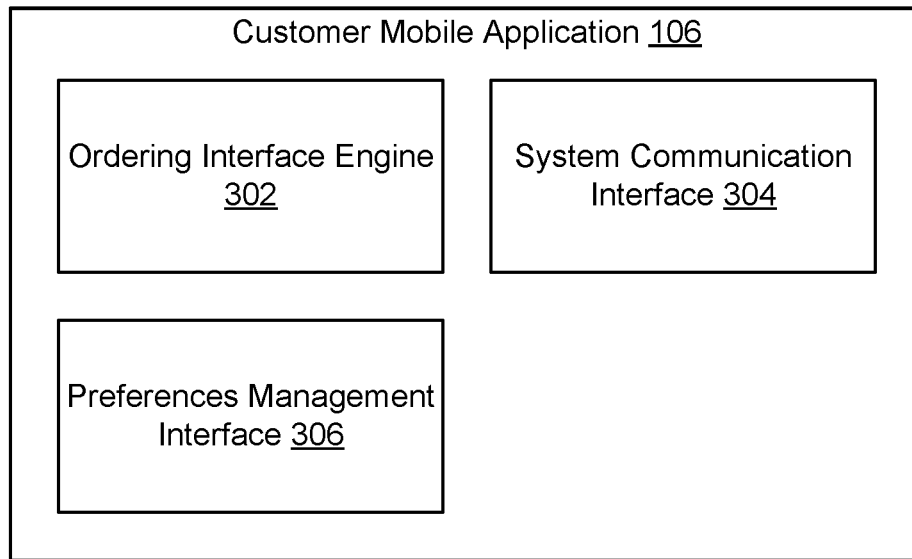 Customer Mobile Application 106
Ordering Interface Engine
302
System Communication
Interface 304
Preferences Management
Interface 306